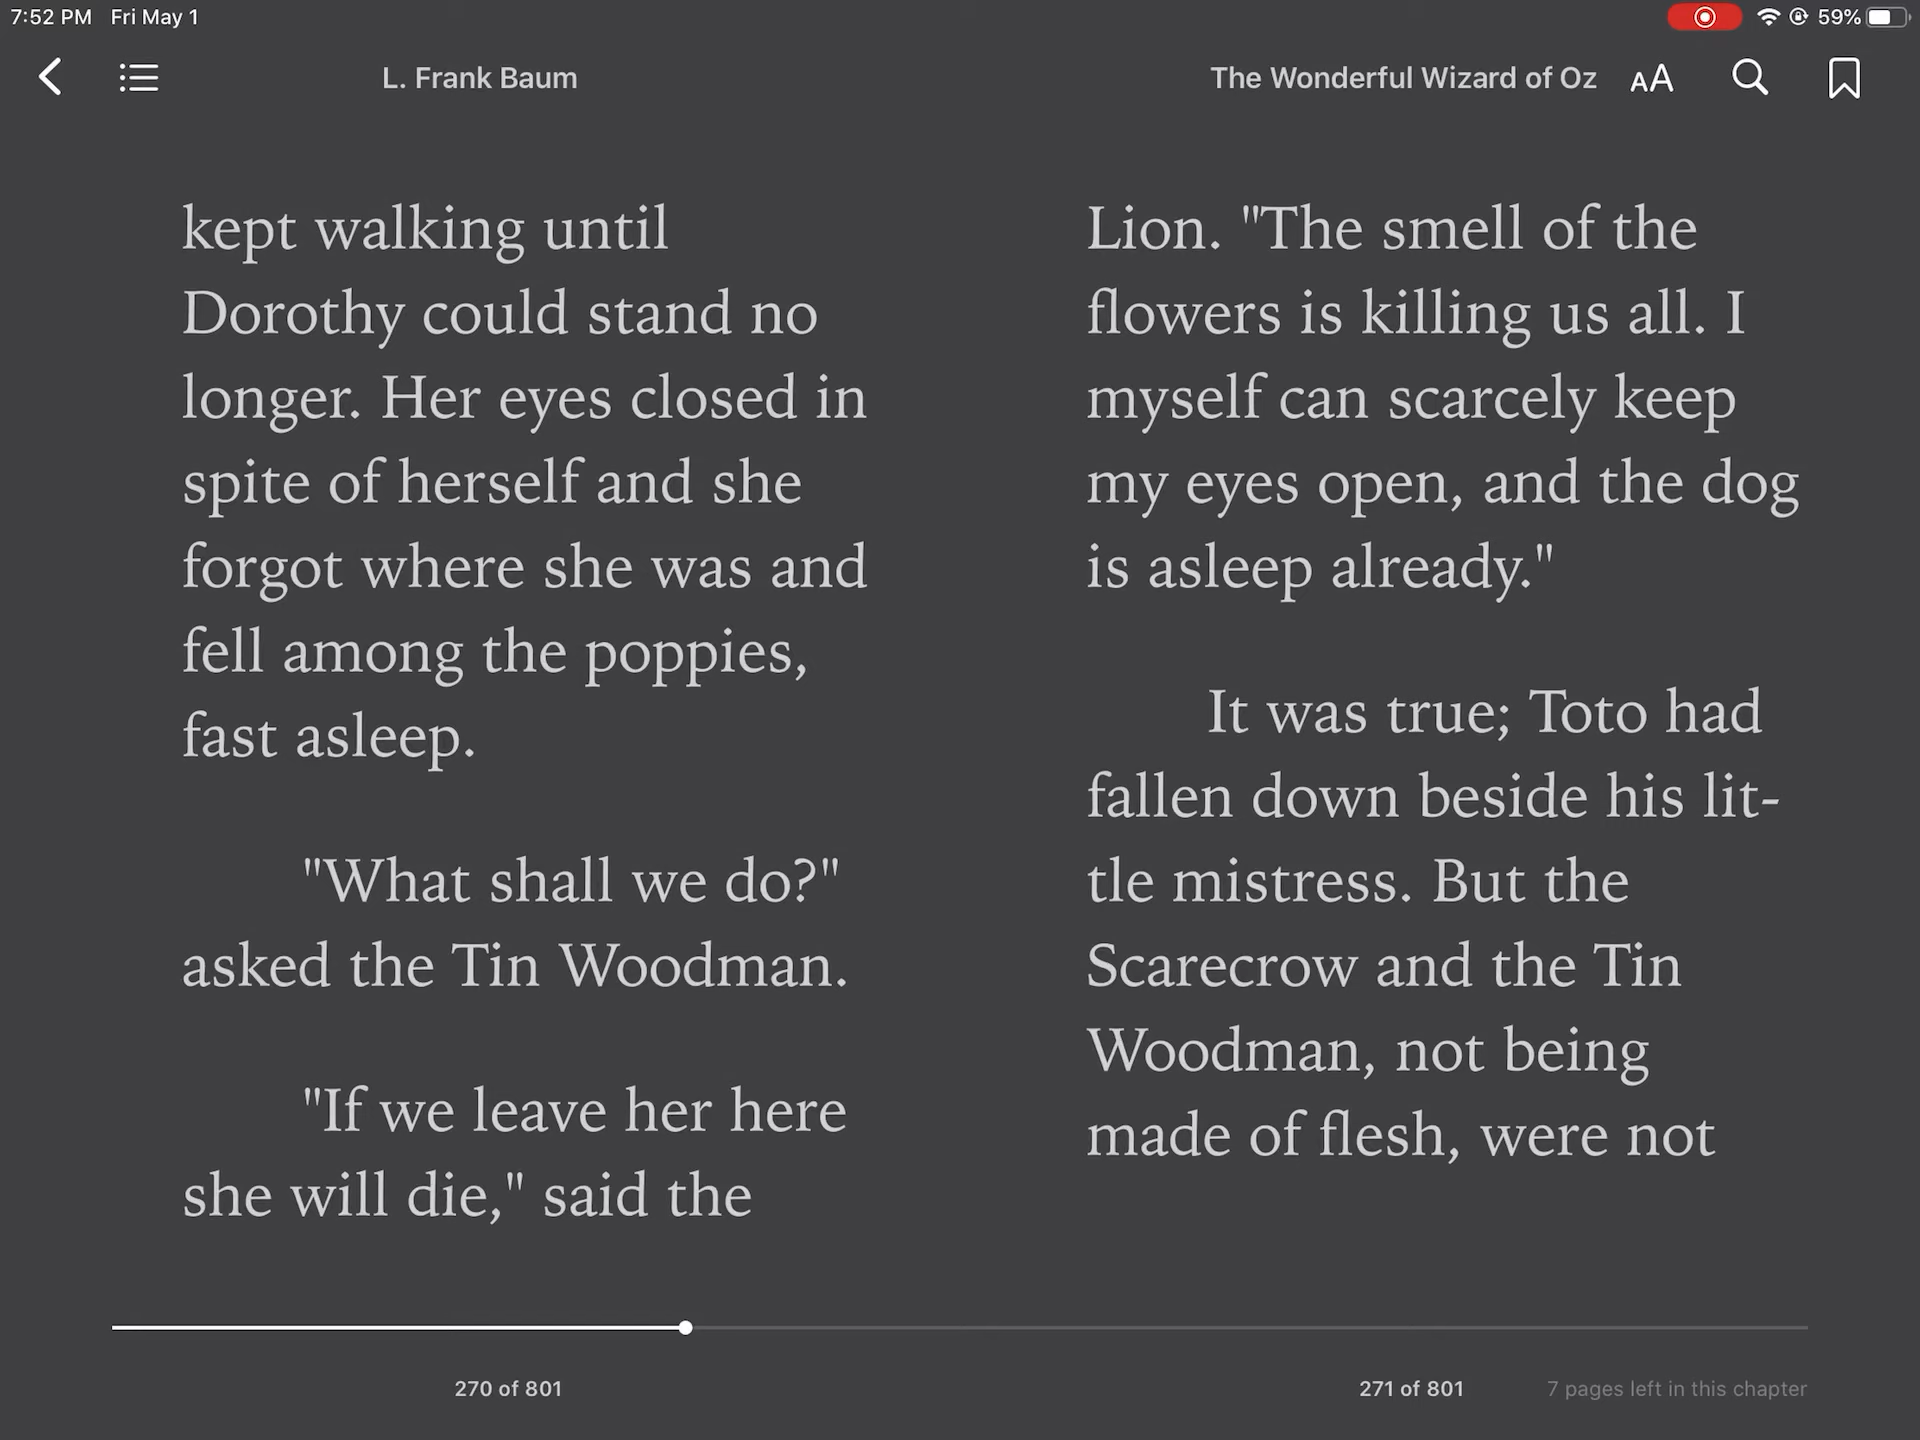 7:52 PM Fri May 1
59%
L. Frank Baum
The Wonderful Wizard of Oz
AA
kept walking until
Dorothy could stand no
longer. Her eyes closed in
spite of herself and she
forgot where she was and
fell among the poppies,
fast asleep.
"What shall we do?"
asked the Tin Woodman.
"If we leave her here
she will die," said the
Lion. "The smell of the
flowers is killing us all. I
myself can scarcely keep
my eyes open, and the dog
is asleep already."
It was true; Toto had
fallen down beside his lit-
tle mistress. But the
Scarecrow and the Tin
Woodman, not being
made of flesh, were not
270 of 801
271 of 801
7 pages left in this chapter